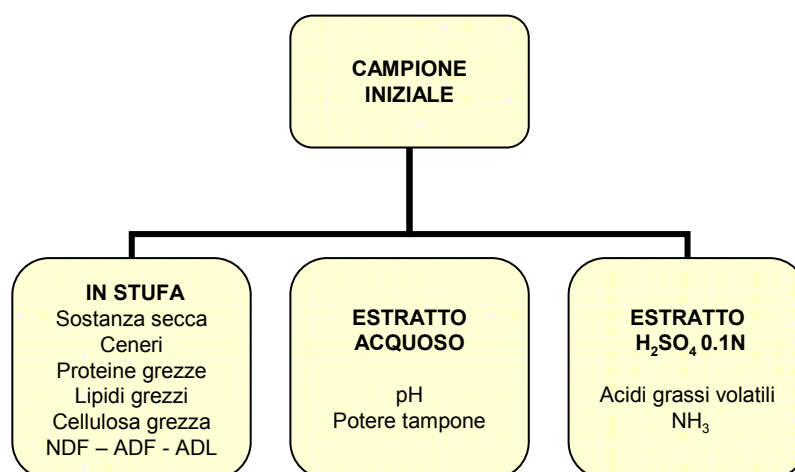 CAMPIONE
INIZIALE
IN STUFA
Sostanza secca
Ceneri
Proteine grezze
Lipidi grezzi
Cellulosa grezza
NDF – ADF - ADL
ESTRATTO
ACQUOSO
pH
Potere tampone
ESTRATTO
H₂SO₄ 0.1N
Acidi grassi volatili
NH₃